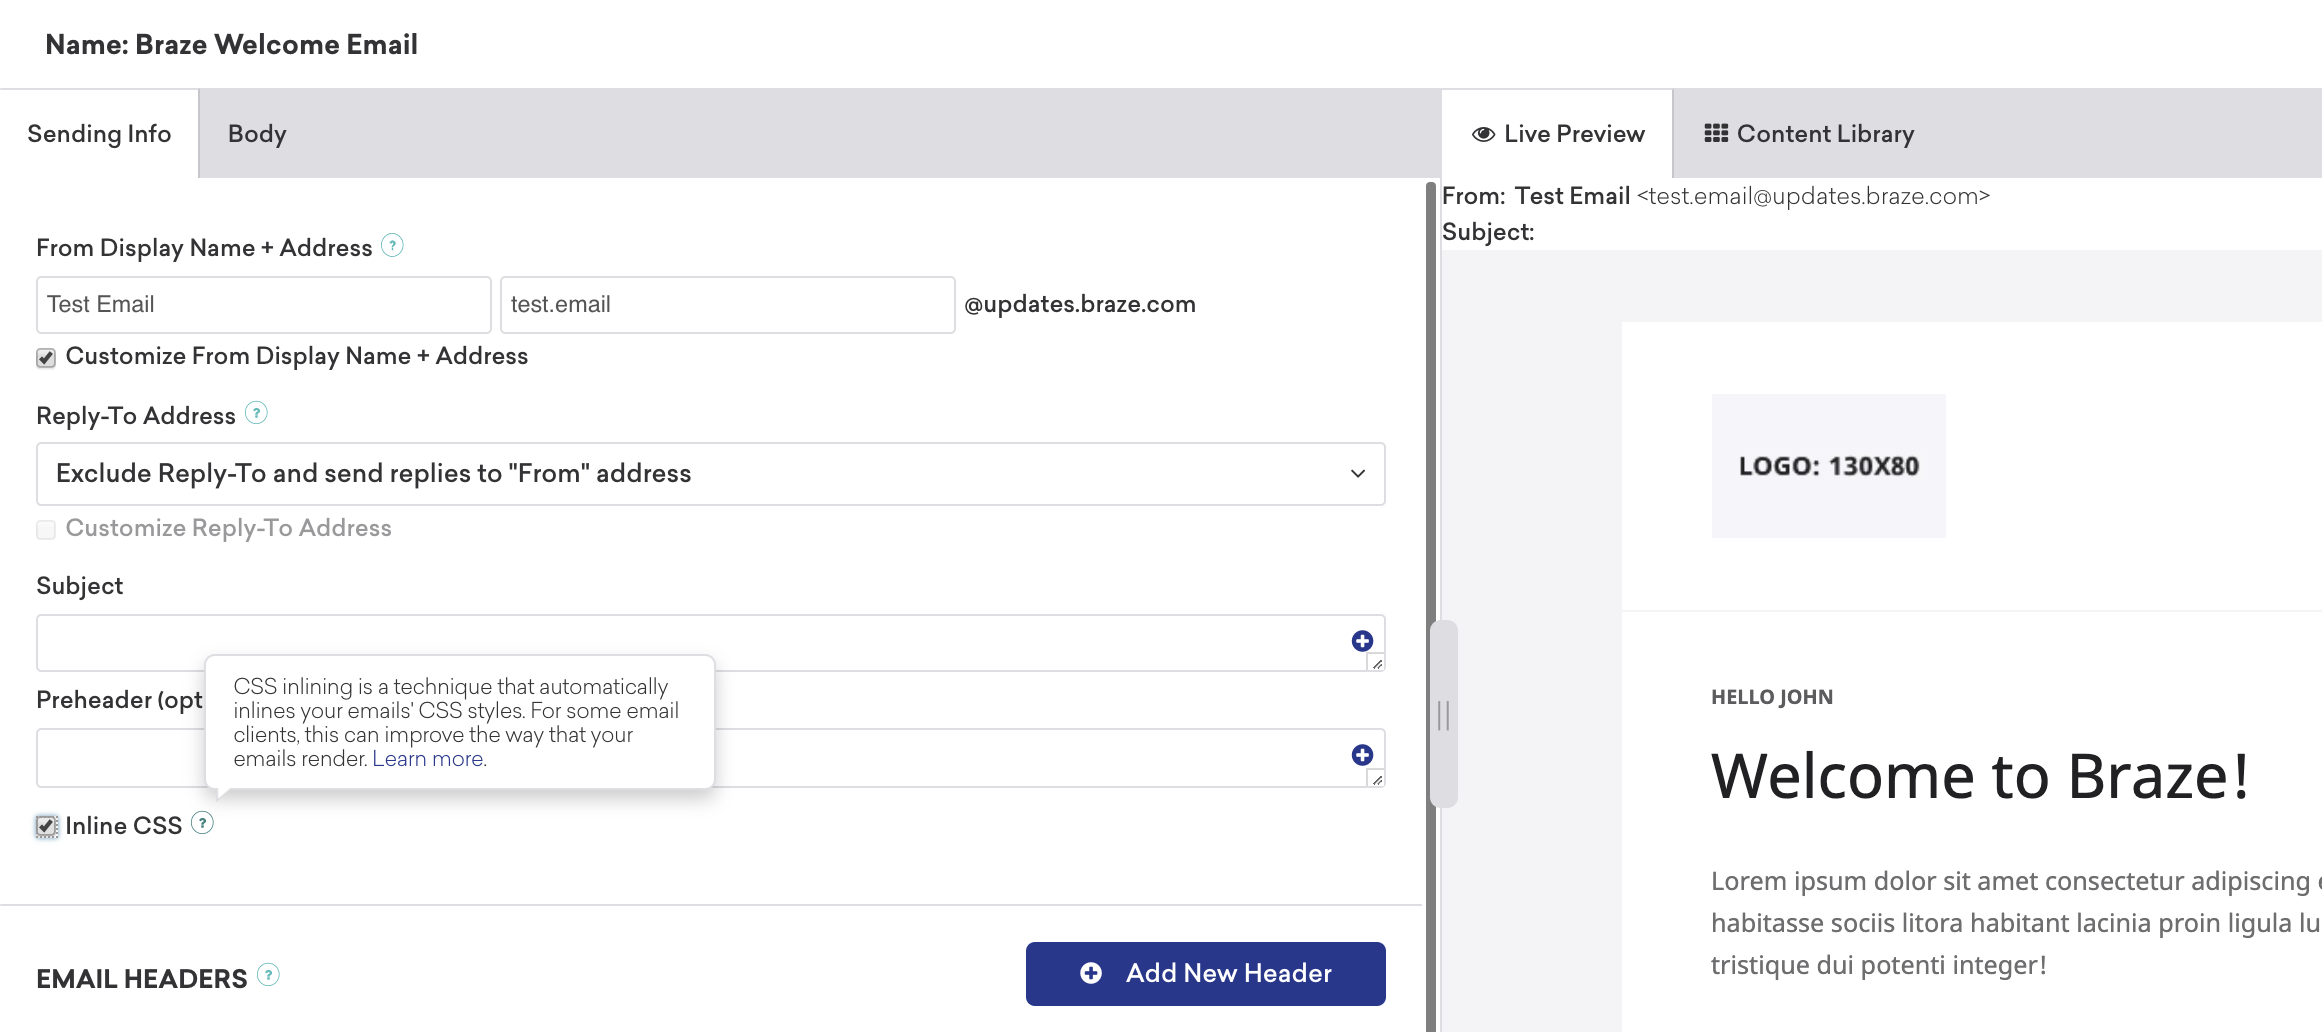 Name: Braze Welcome Email
Sending Info
Body
From Display Name + Address ?
Test Email
test.email
@updates.braze.com
Customize From Display Name + Address
Reply-To Address ?
Exclude Reply-To and send replies to "From" address
Customize Reply-To Address
Subject
Preheader (opt
CSS inlining is a technique that automatically
inlines your emails' CSS styles. For some email
clients, this can improve the way that your
emails render. Learn more.
Inline CSS ?
EMAIL HEADERS ?
Add New Header
Live Preview
Content Library
From: Test Email <test.email@updates.braze.com>
Subject:
LOGO: 130X80
HELLO JOHN
Welcome to Braze!
Lorem ipsum dolor sit amet consectetur adipiscing
habitasse sociis litora habitant lacinia proin ligula lu
tristique dui potenti integer!